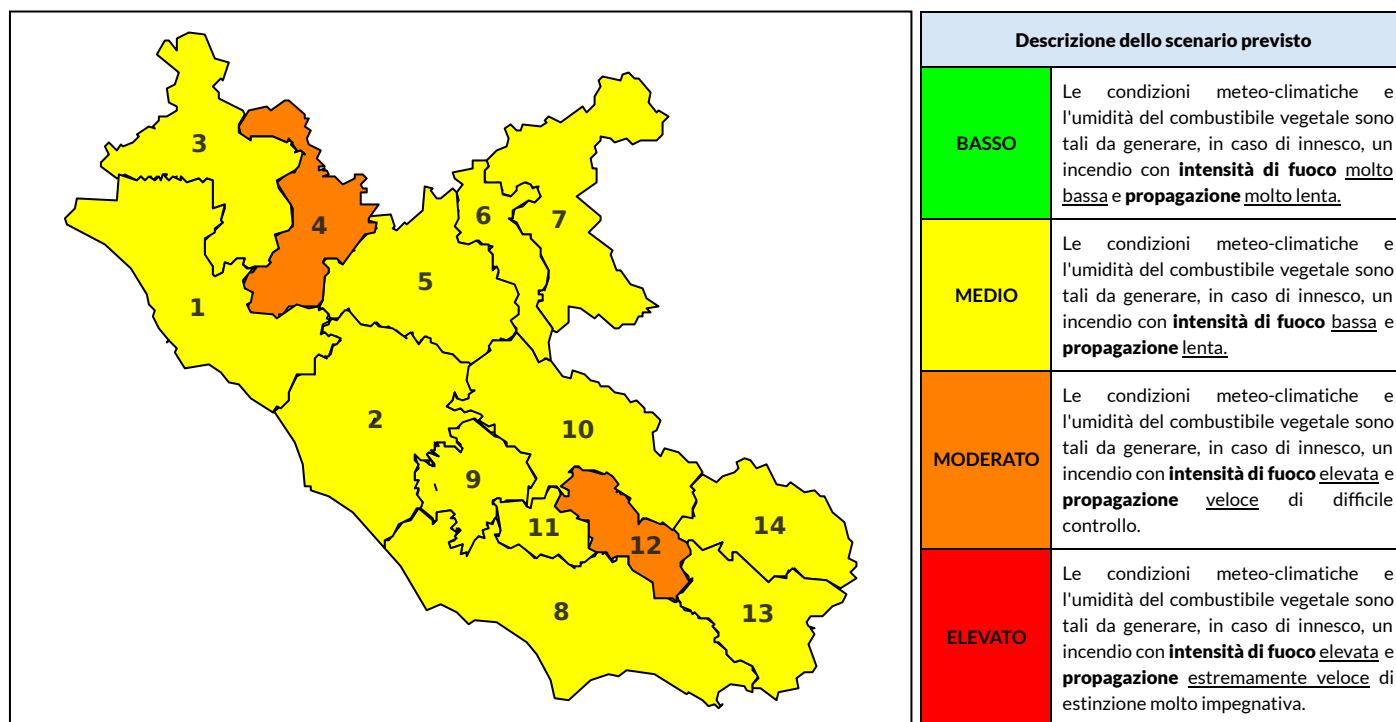 3
4
6
7
5
1
2
10
9
11
12
14
8
13
Descrizione dello scenario previsto
BASSO
Le condizioni meteo-climatiche e
l'umidità del combustibile vegetale sono
tali da generare, in caso di innesco, un
incendio con intensità di fuoco molto
bassa e propagazione molto lenta.
MEDIO
Le condizioni meteo-climatiche e
l'umidità del combustibile vegetale sono
tali da generare, in caso di innesco, un
incendio con intensità di fuoco bassa e
propagazione lenta.
MODERATO
Le condizioni meteo-climatiche e
l'umidità del combustibile vegetale sono
tali da generare, in caso di innesco, un
incendio con intensità di fuoco elevata e
propagazione veloce di difficile
controllo.
ELEVATO
Le condizioni meteo-climatiche e
l'umidità del combustibile vegetale sono
tali da generare, in caso di innesco, un
incendio con intensità di fuoco elevata e
propagazione estremamente veloce di
estinzione molto impegnativa.